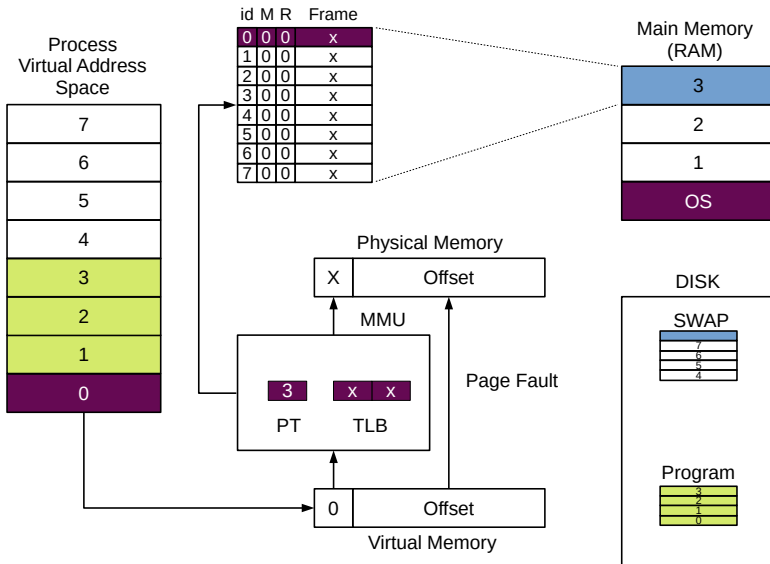 id M R Frame
0 0 0 x
1 0 0 x
2 0 0 x
3 0 0 x
4 0 0 x
5 0 0 x
6 0 0 x
7 0 0 x
Process
Virtual Address
Space
7
6
5
4
3
2
1
0
Main Memory
(RAM)
3
2
1
OS
Physical Memory
X Offset
MMU
3 x x
PT TLB
Page Fault
0 Offset
Virtual Memory
DISK
SWAP
7
6
5
4
Program
3
2
1
0